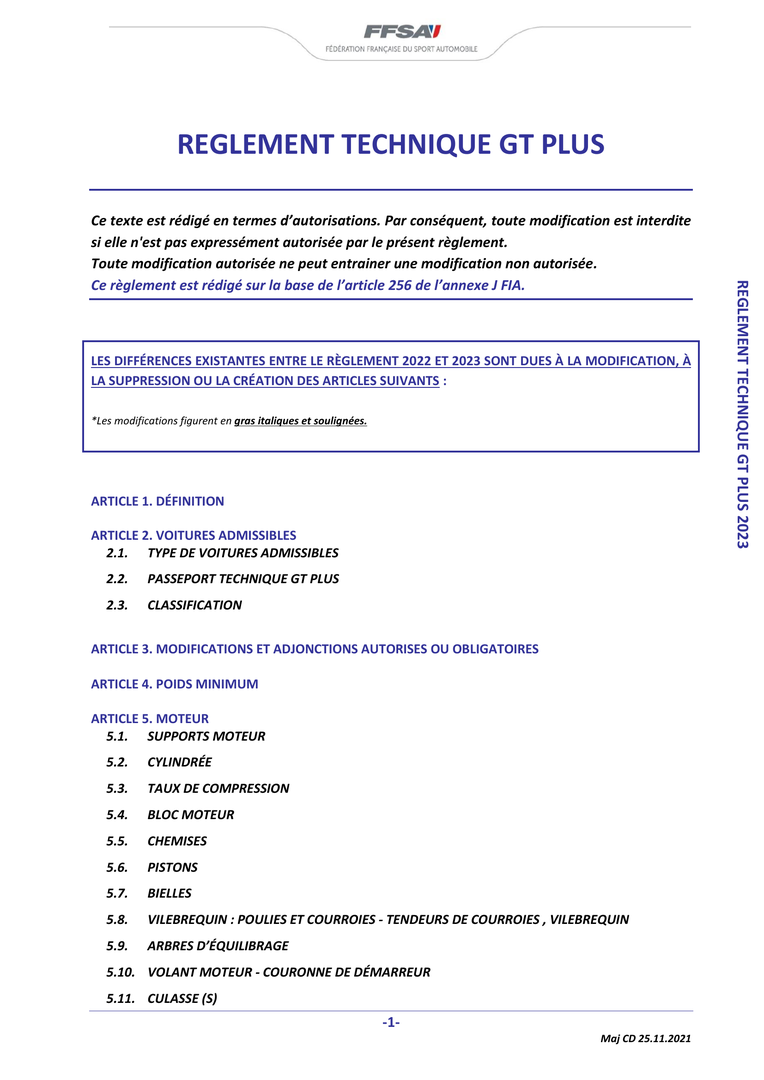 FFSA
FÉDÉRATION FRANÇAISE DU SPORT AUTOMOBILE
REGLEMENT TECHNIQUE GT PLUS
Ce texte est rédigé en termes d’autorisations. Par conséquent, toute modification est interdite
si elle n'est pas expressément autorisée par le présent règlement.
Toute modification autorisée ne peut entrainer une modification non autorisée.
Ce règlement est rédigé sur la base de l’article 256 de l’annexe J FIA.
LES DIFFÉRENCES EXISTANTES ENTRE LE RÈGLEMENT 2022 ET 2023 SONT DUES À LA MODIFICATION, À
LA SUPPRESSION OU LA CRÉATION DES ARTICLES SUIVANTS :
*Les modifications figurent en gras italiques et soulignées.
ARTICLE 1. DÉFINITION
ARTICLE 2. VOITURES ADMISSIBLES
2.1. TYPE DE VOITURES ADMISSIBLES
2.2. PASSEPORT TECHNIQUE GT PLUS
2.3. CLASSIFICATION
ARTICLE 3. MODIFICATIONS ET ADJONCTIONS AUTORISES OU OBLIGATOIRES
ARTICLE 4. POIDS MINIMUM
ARTICLE 5. MOTEUR
5.1. SUPPORTS MOTEUR
5.2. CYLINDRÉE
5.3. TAUX DE COMPRESSION
5.4. BLOC MOTEUR
5.5. CHEMISES
5.6. PISTONS
5.7. BIELLES
5.8. VILEBREQUIN : POULIES ET COURROIES - TENDEURS DE COURROIES , VILEBREQUIN
5.9. ARBRES D’ÉQUILIBRAGE
5.10. VOLANT MOTEUR - COURONNE DE DÉMARREUR
5.11. CULASSE (S)
-1-
Maj CD 25.11.2021
REGLEMENT TECHNIQUE GT PLUS 2023